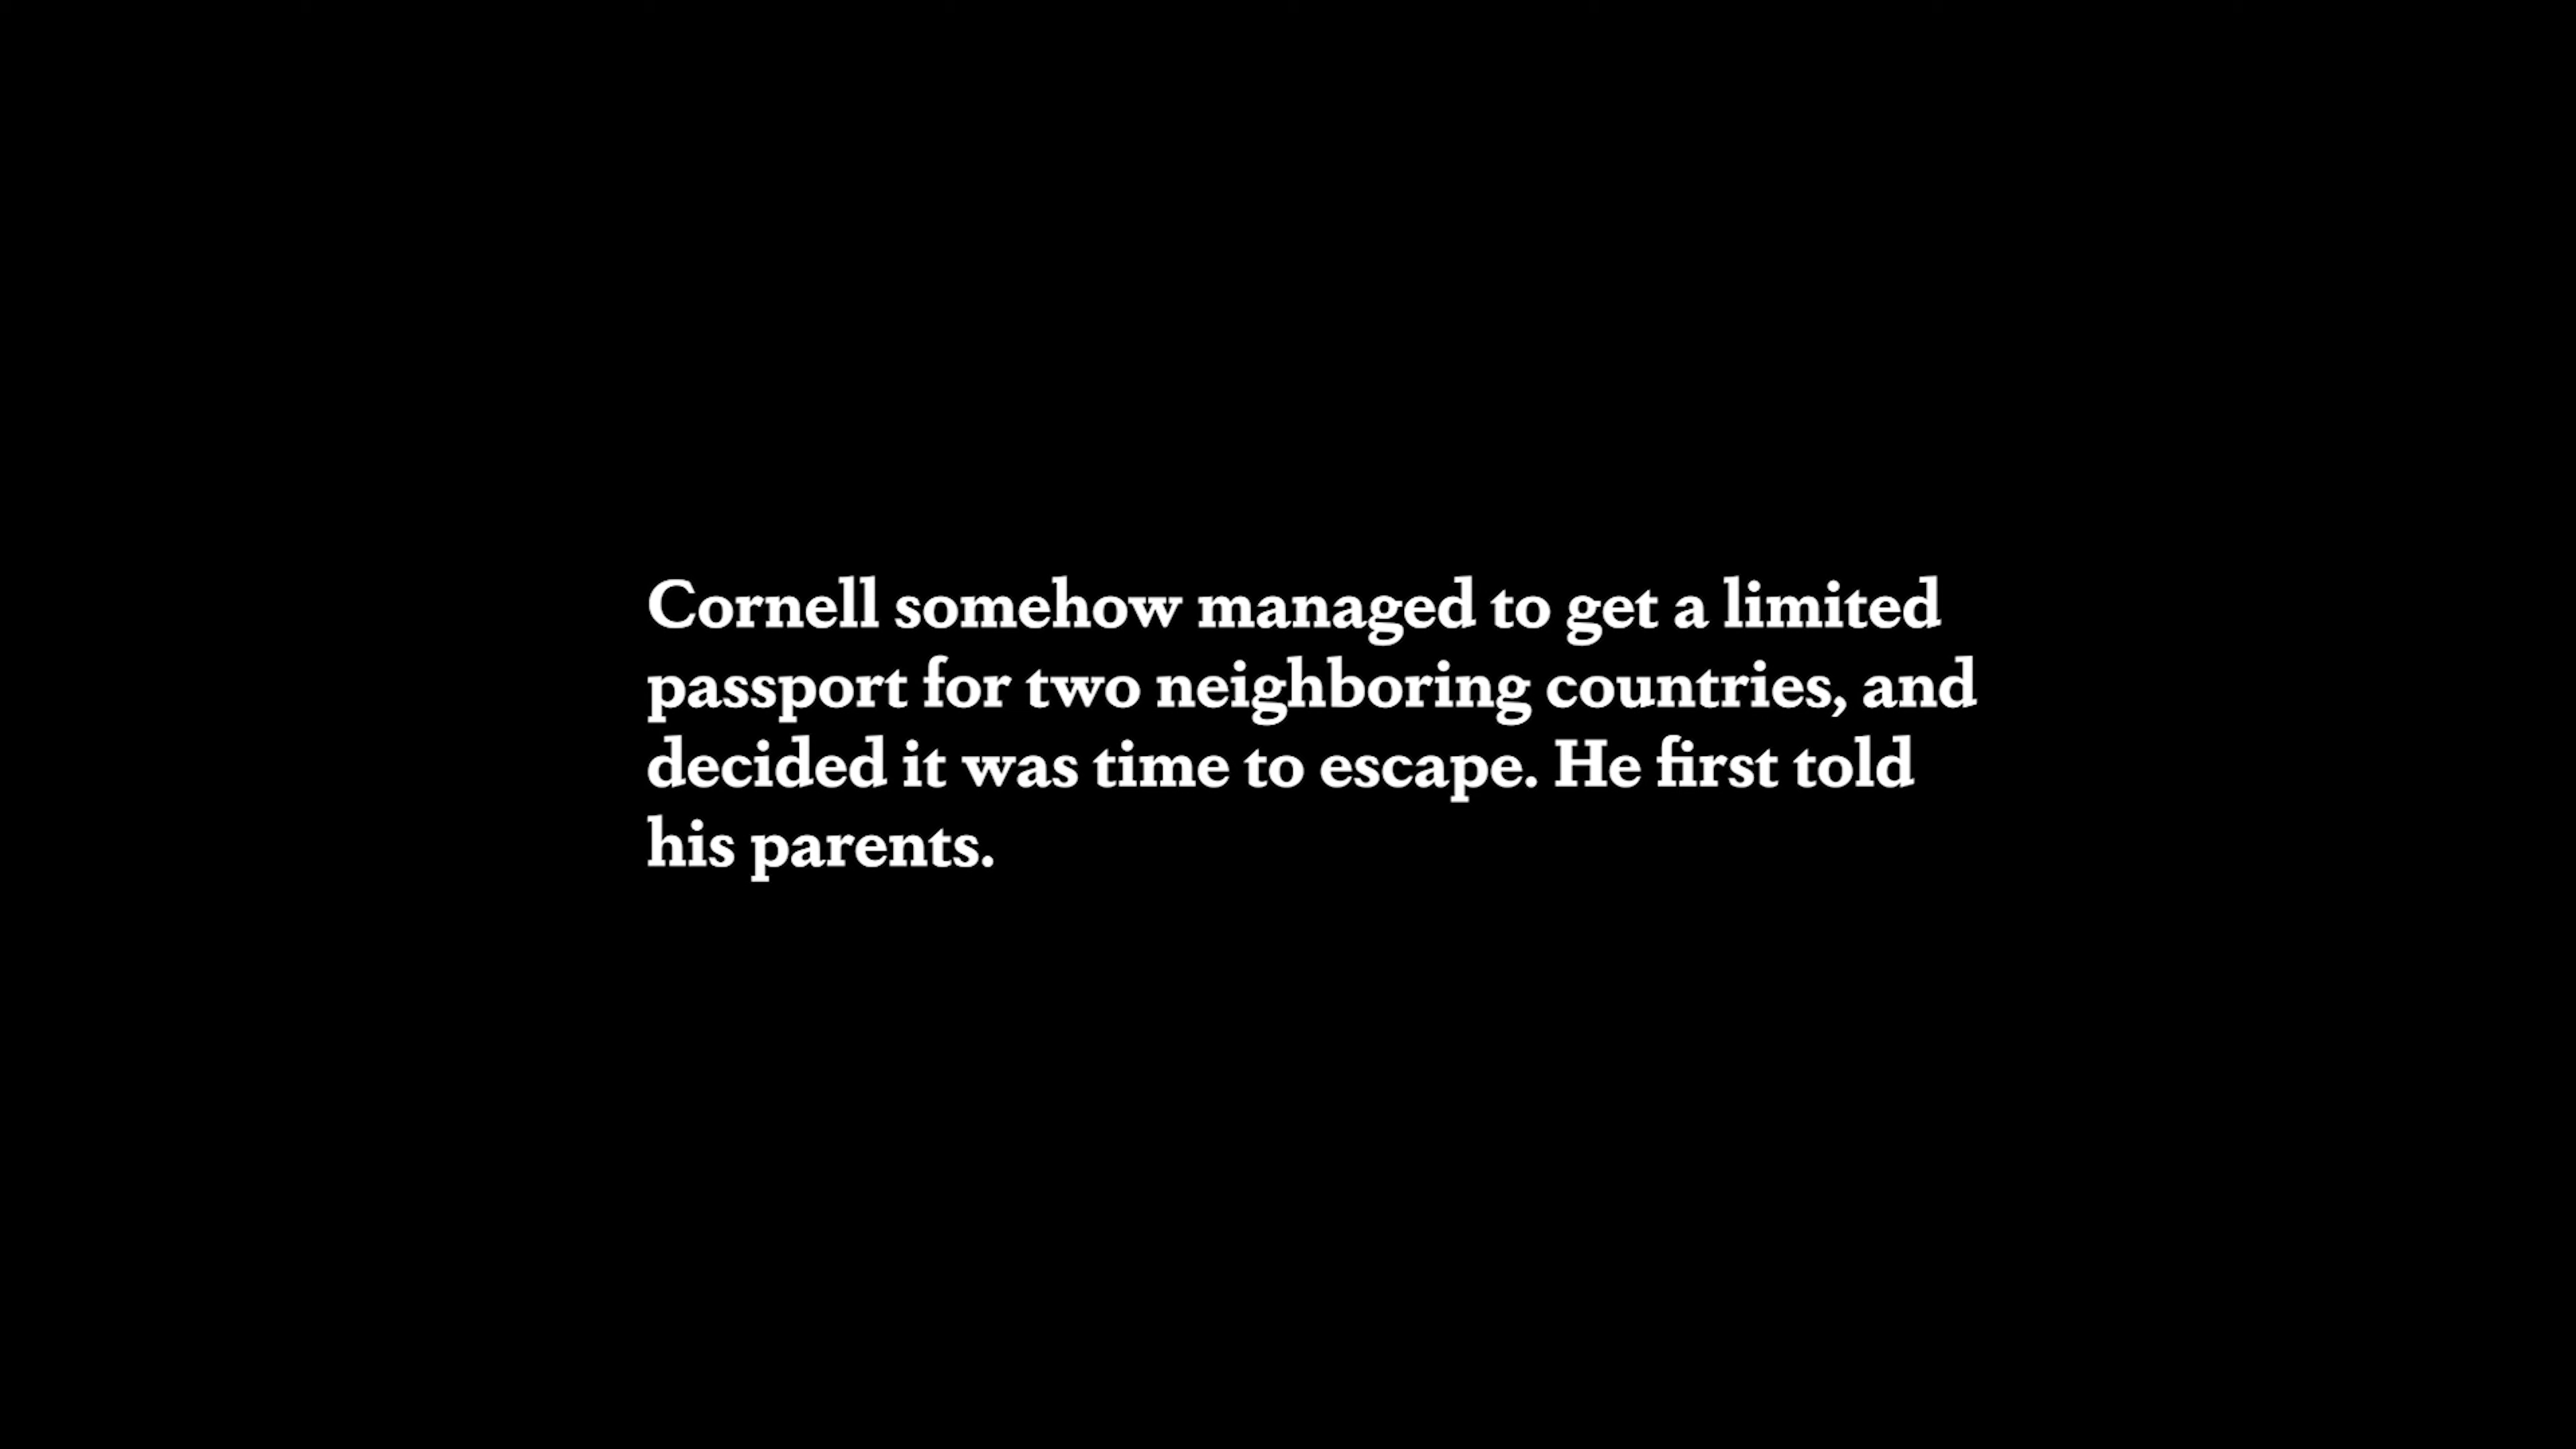 Cornell somehow managed to get a limited
passport for two neighboring countries, and
decided it was time to escape. He first told
his parents.